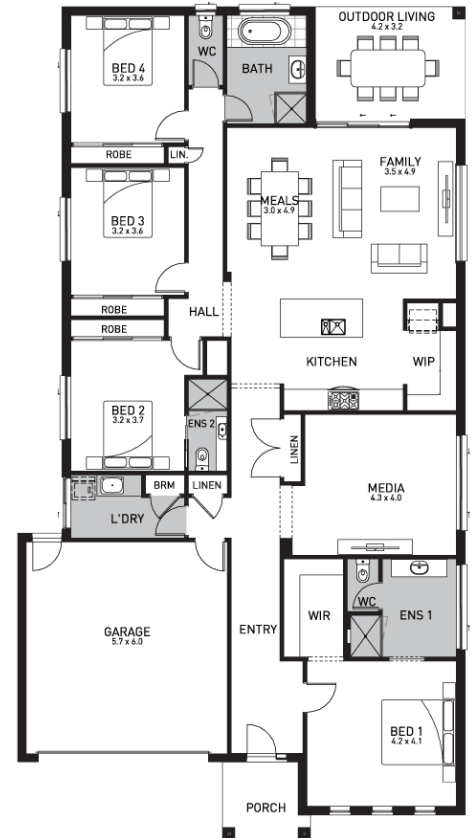 OUTDOOR LIVING
4.2 x 3.2
WC
BED 4
3.2 x 3.6
BATH
ROBE
LIN.
FAMILY
3.5 x 4.9
MEALS
3.0 x 4.9
BED 3
3.2 x 3.6
ROBE
HALL
ROBE
KITCHEN
WIP
BED 2
3.2 x 3.7
ENS 2
LINEN
BRM
LINEN
MEDIA
4.3 x 4.0
L'DRY
WC
WIR
ENS 1
ENTRY
GARAGE
5.7 x 6.0
BED 1
4.2 x 4.1
PORCH